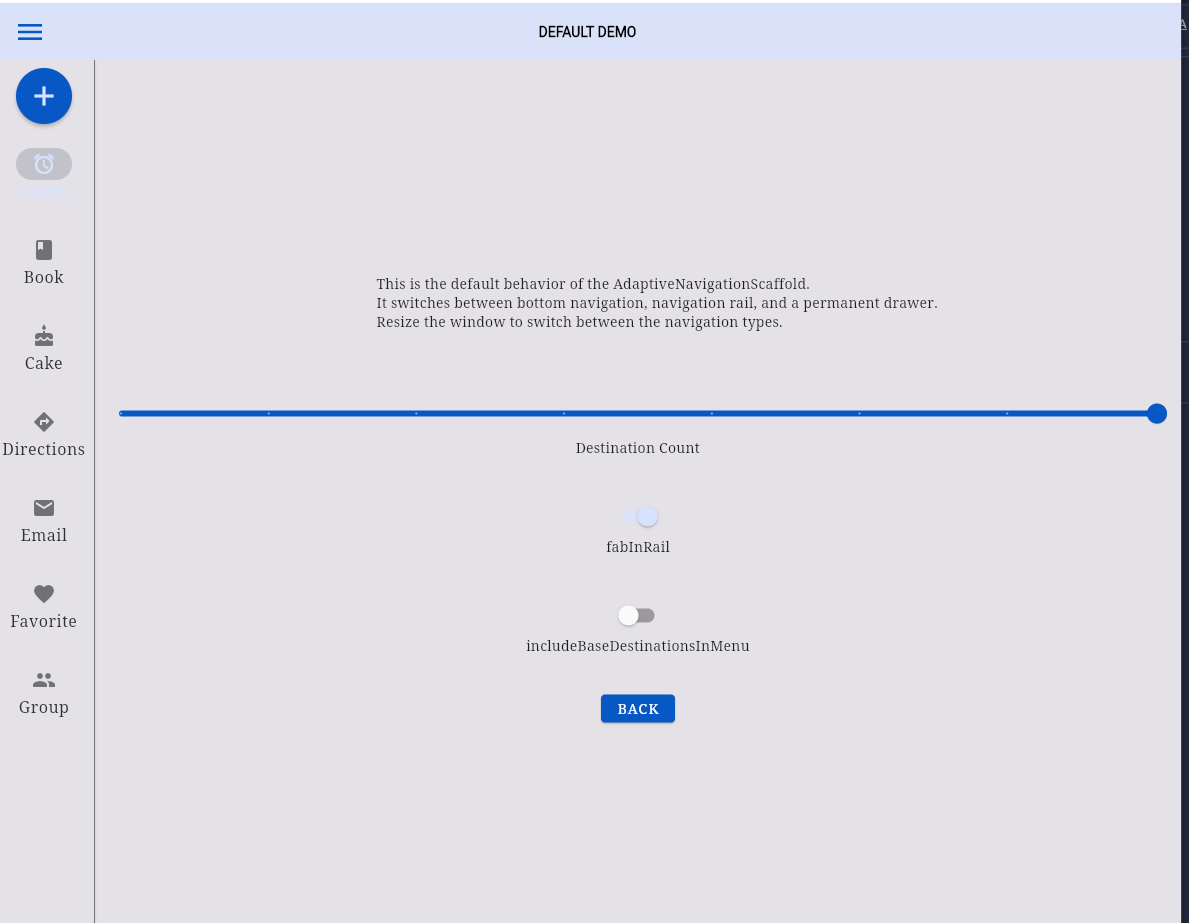 DEFAULT DEMO
Book
Cake
Directions
Email
Favorite
Group
This is the default behavior of the AdaptiveNavigationScaffold.
It switches between bottom navigation, navigation rail, and a permanent drawer.
Resize the window to switch between the navigation types.
Destination Count
fabInRail
includeBaseDestinationsInMenu
BACK